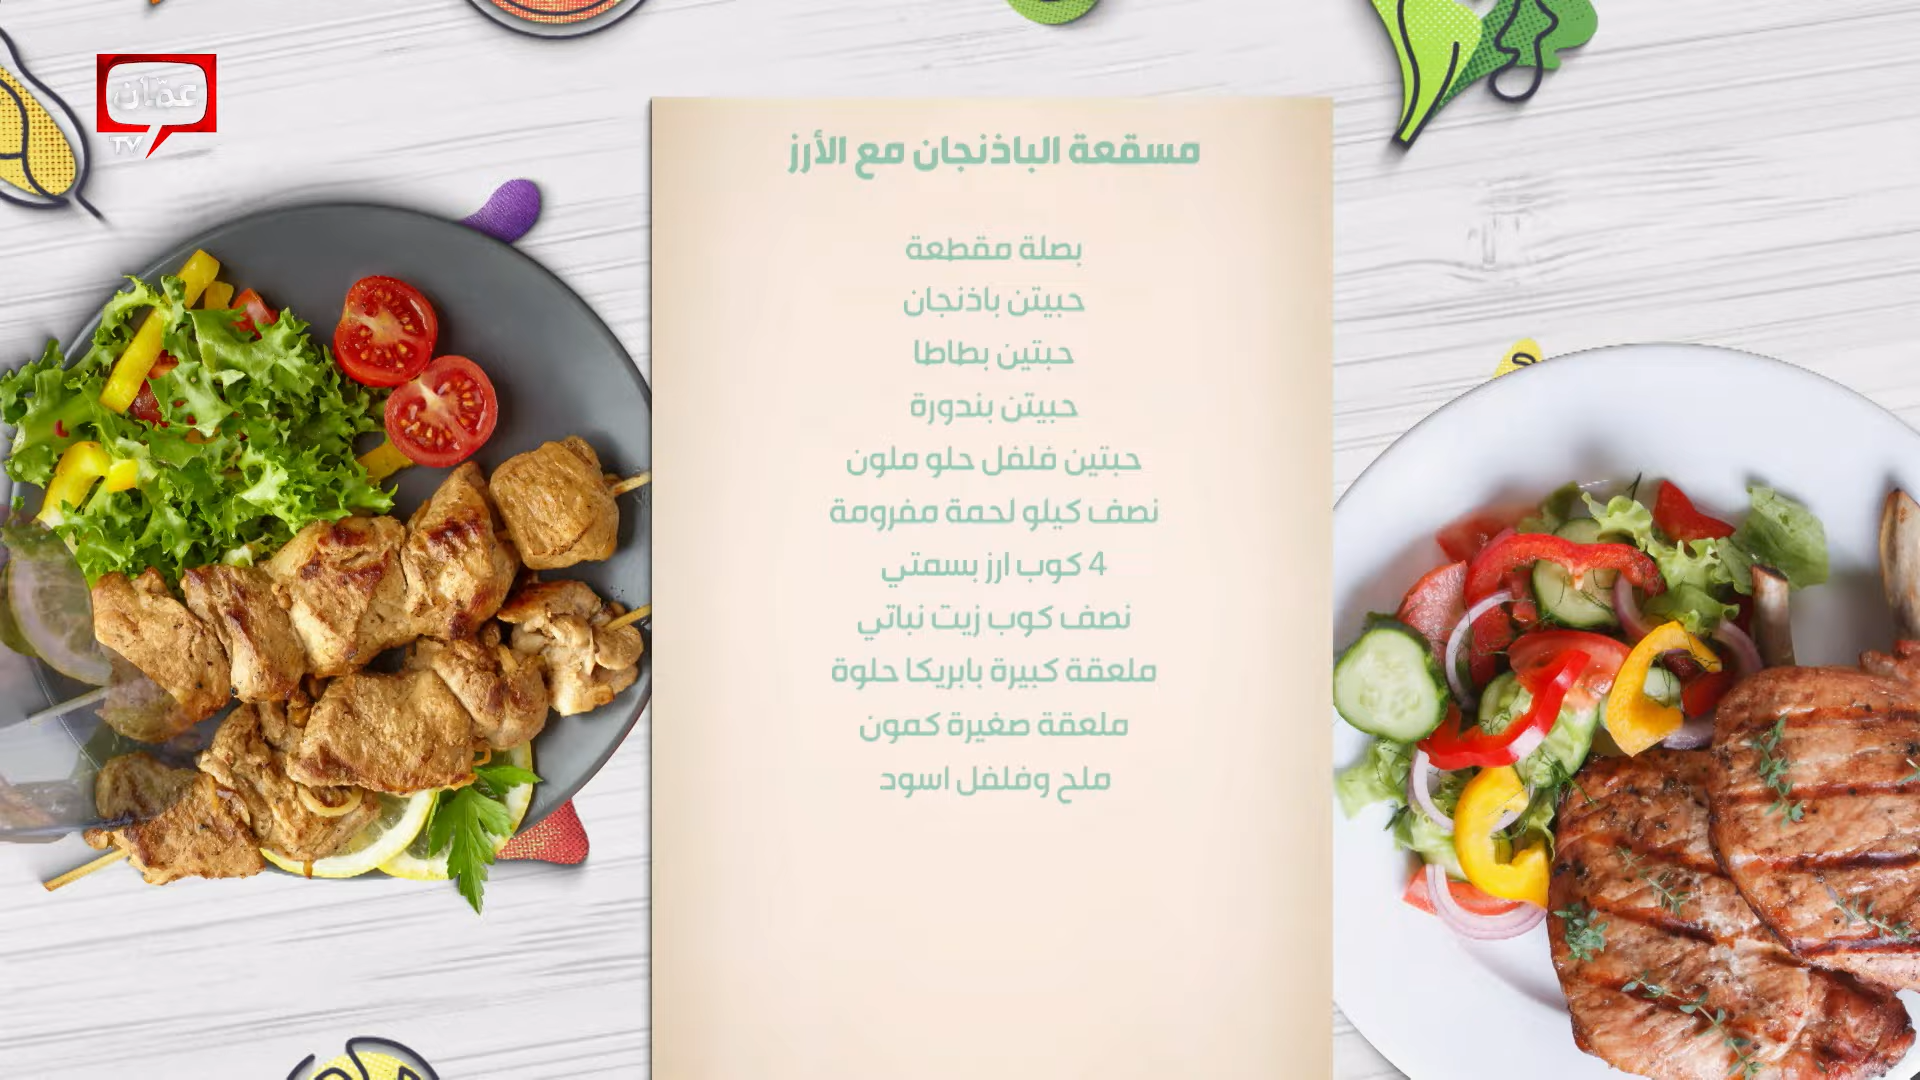 عمّان
TV
مسقعة الباذنجان مع الأرز
بصلة مقطعة
حبيتن باذنجان
حبتين بطاطا
حبيتن بندورة
حبتين فلفل حلو ملون
نصف كيلو لحمة مفرومة
4 كوب ارز بسمتي
نصف كوب زيت نباتي
ملعقة كبيرة بابريكا حلوة
ملعقة صغيرة كمون
ملح وفلفل اسود